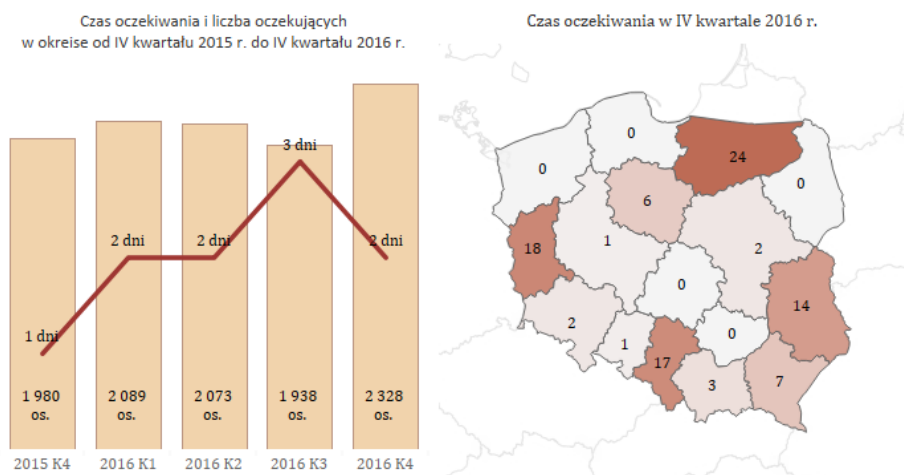 Czas oczekiwania i liczba oczekujących
w okreise od IV kwartału 2015 r. do IV kwartału 2016 r.
3 dni
2 dni
2 dni
2 dni
1 dni
1 980
os.
2 089
os.
2 073
os.
1 938
os.
2 328
os.
2015 K4
2016 K1
2016 K2
2016 K3
2016 K4
Czas oczekiwania w IV kwartale 2016 r.
0
24
0
0
6
18
1
2
0
14
2
1
0
17
3
7